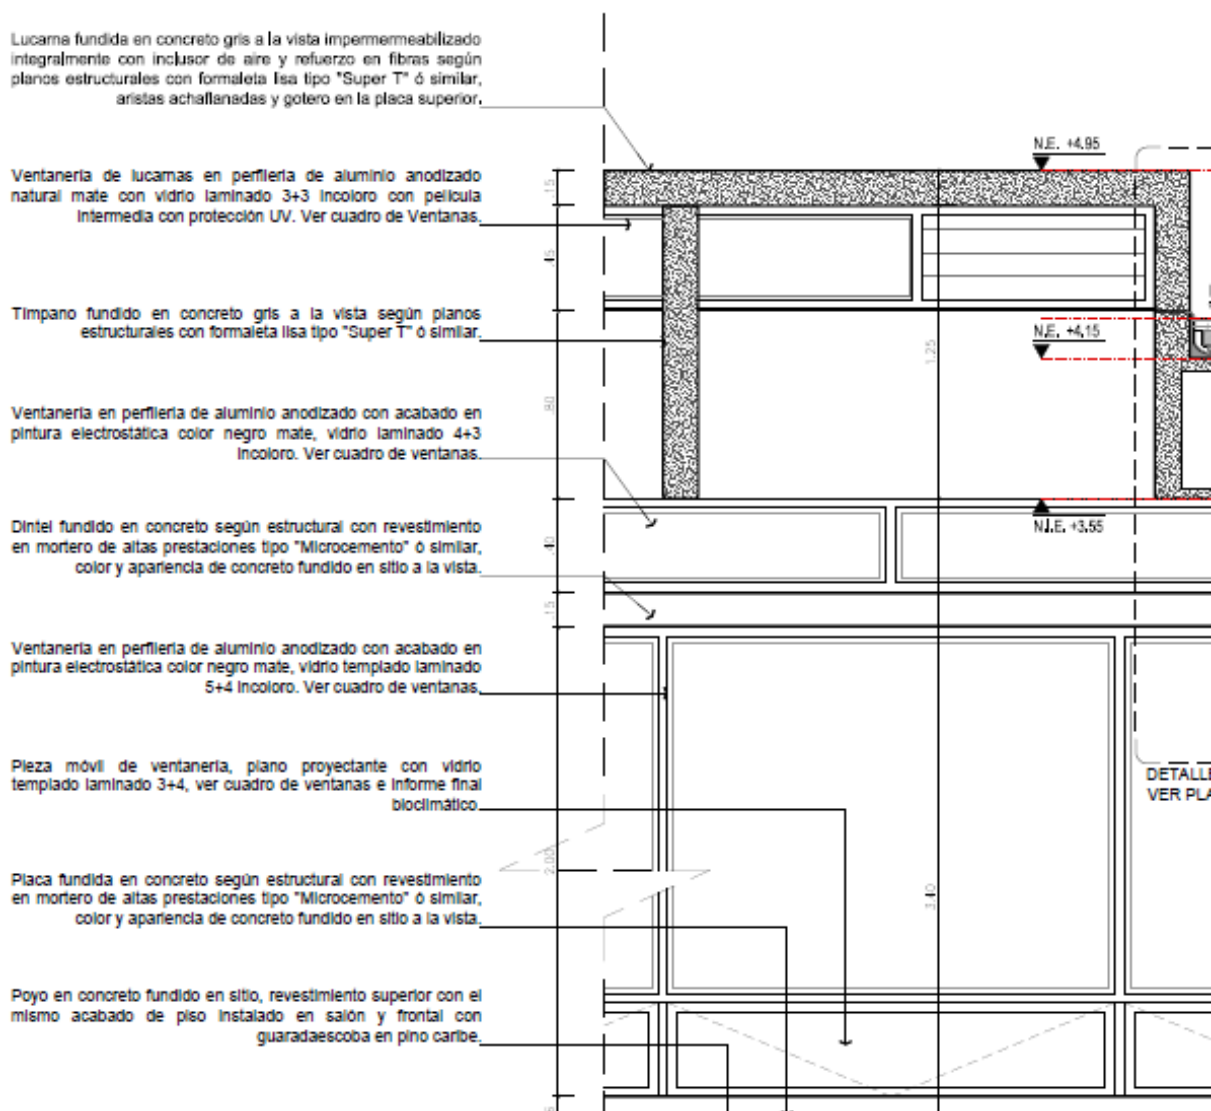 Lucarna fundida en concreto gris a la vista impermermeabilizado
integralmente con inclusor de aire y refuerzo en fibras según
planos estructurales con formaleta lisa tipo "Super T" ó similar,
aristas achaflanadas y gotero en la placa superior.
Ventanería de lucarnas en perfilería de aluminio anodizado
natural mate con vidrio laminado 3+3 incoloro con película
intermedia con protección UV. Ver cuadro de Ventanas.
Tímpano fundido en concreto gris a la vista según planos
estructurales con formaleta lisa tipo "Super T" ó similar.
Ventanería en perfilería de aluminio anodizado con acabado en
pintura electrostática color negro mate, vidrio laminado 4+3
incoloro. Ver cuadro de ventanas.
Dintel fundido en concreto según estructural con revestimiento
en mortero de altas prestaciones tipo "Microcemento" ó similar,
color y apariencia de concreto fundido en sitio a la vista.
Ventanería en perfilería de aluminio anodizado con acabado en
pintura electrostática color negro mate, vidrio templado laminado
5+4 incoloro. Ver cuadro de ventanas.
Pieza móvil de ventanería, plano proyectante con vidrio
templado laminado 3+4, ver cuadro de ventanas e informe final
bioclimático.
Placa fundida en concreto según estructural con revestimiento
en mortero de altas prestaciones tipo "Microcemento" ó similar,
color y apariencia de concreto fundido en sitio a la vista.
Poyo en concreto fundido en sitio, revestimiento superior con el
mismo acabado de piso instalado en salón y frontal con
guaradaescoba en pino caribe.
.15
.45
.80
.40
.15
2.00
1.25
3.40
N.E. +4.95
N.E. +4.15
N.I.E. +3.55
DETALLE
VER PLA